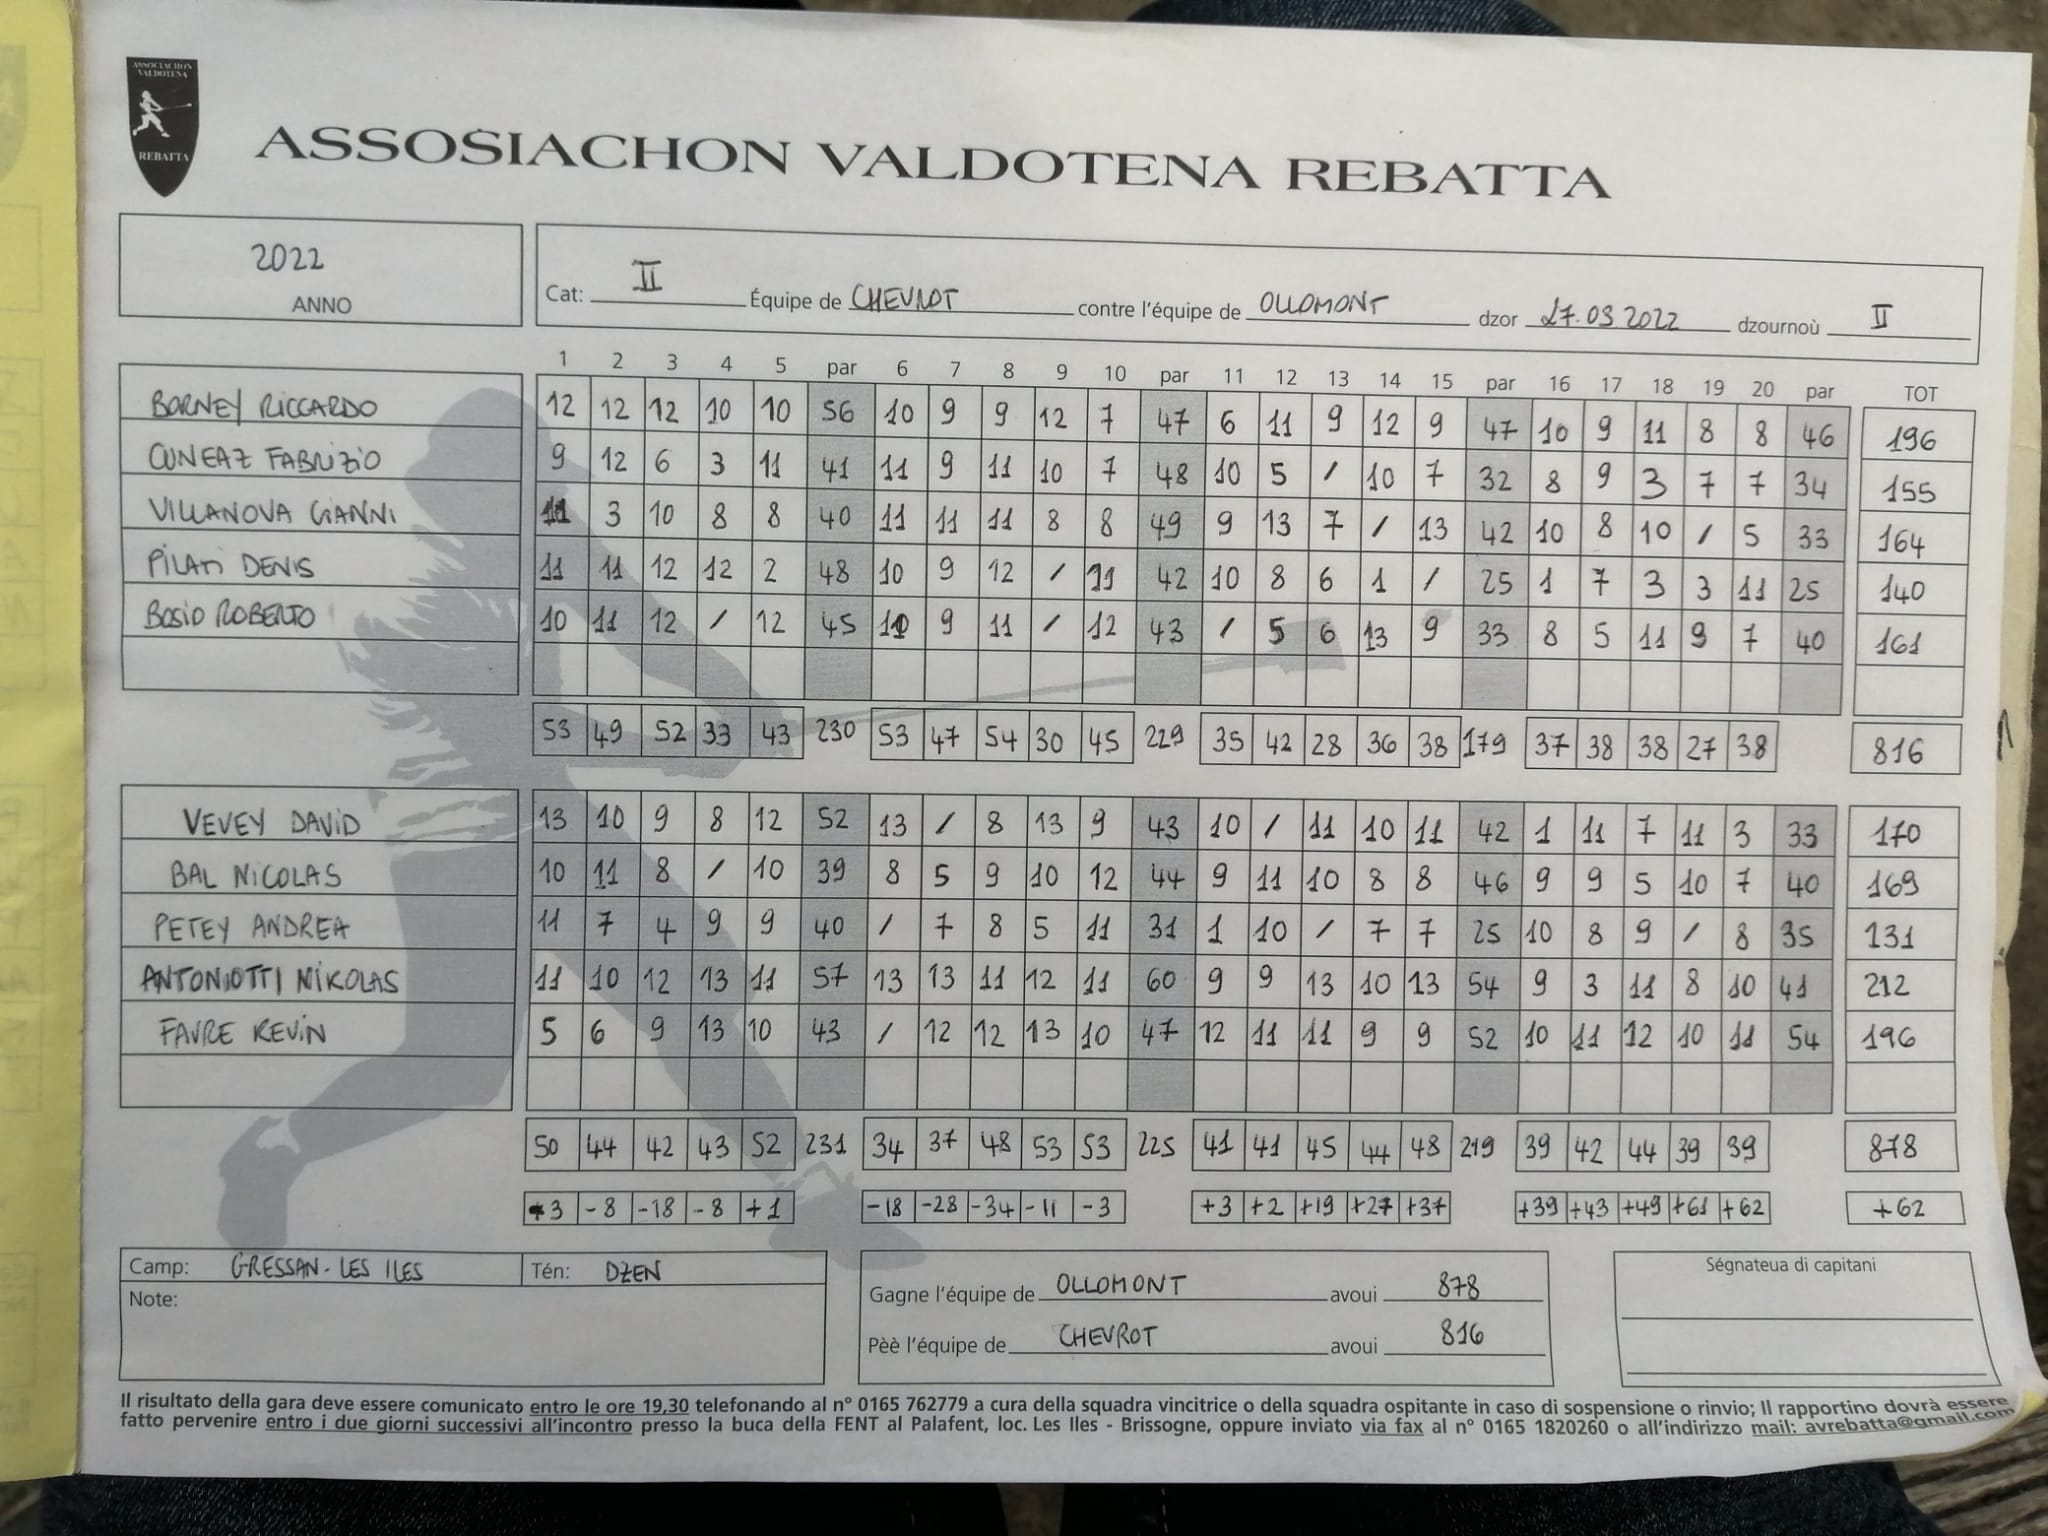 ASSOCIACHON
VALDOTENA
REBATTA
ASSOSIACHON VALDOTENA REBATTA
2022
ANNO
Cat: II Équipe de CHEVROT contre l'équipe de OLLOMONT dzor 27.03 2022 dzournoù II
1 2 3 4 5 par 6 7 8 9 10 par 11 12 13 14 15 par 16 17 18 19 20 par TOT
BORNEY RICCARDO 12 12 12 10 10 56 10 9 9 12 7 47 6 11 9 12 9 47 10 9 11 8 8 46 196
CUNEAZ FABRIZIO 9 12 6 3 11 41 11 9 11 10 7 48 10 5 / 10 7 32 8 9 3 7 7 34 155
VILLANOVA GIANNI 11 3 10 8 8 40 11 11 11 8 8 49 9 13 7 / 13 42 10 8 10 / 5 33 164
PILATI DENIS 11 11 12 12 2 48 10 9 12 / 11 42 10 8 6 1 / 25 1 7 3 3 11 25 140
BOSIO ROBERTO 10 11 12 / 12 45 11 9 11 / 12 43 / 5 6 13 9 33 8 5 11 9 7 40 161
53 49 52 33 43 230 53 47 54 30 45 229 35 42 28 36 38 179 37 38 38 27 38 816
VEVEY DAVID 13 10 9 8 12 52 13 / 8 13 9 43 10 / 11 10 11 42 1 11 7 11 3 33 170
BAL NICOLAS 10 11 8 / 10 39 8 5 9 10 12 44 9 11 10 8 8 46 9 9 5 10 7 40 169
PETEY ANDREA 11 7 4 9 9 40 / 7 8 5 11 31 1 10 / 7 7 25 10 8 9 / 8 35 131
ANTONIOTTI NIKOLAS 11 10 12 13 11 57 13 13 11 12 11 60 9 9 13 10 13 54 9 3 11 8 10 41 212
FAVRE KEVIN 5 6 9 13 10 43 / 12 12 13 10 47 12 11 11 9 9 52 10 11 12 10 11 54 196
50 44 42 43 52 231 34 37 48 53 53 225 41 41 45 44 48 219 39 42 44 39 39 878
-3 -8 -18 -8 +1 -18 -28 -34 -11 -3 +3 +2 +19 +27 +37 +39 +43 +49 +61 +62 +62
Camp: GRESSAN - LES ILES Tén: DZEN
Note:
Gagne l'équipe de OLLOMONT avoui 878
Pèè l'équipe de CHEVROT avoui 816
Ségnateua di capitani
Il risultato della gara deve essere comunicato entro le ore 19,30 telefonando al n° 0165 762779 a cura della squadra vincitrice o della squadra ospitante in caso di sospensione o rinvio; Il rapportino dovrà essere
fatto pervenire entro i due giorni successivi all'incontro presso la buca della FENT al Palafent, loc. Les Iles - Brissogne, oppure inviato via fax al n° 0165 1820260 o all'indirizzo mail: avrebatta@gmail.com